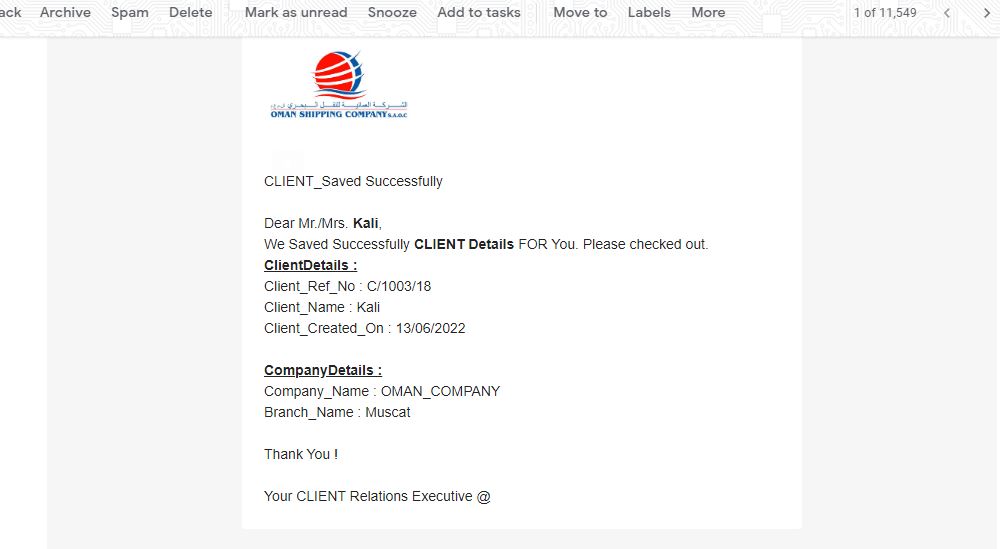 ack Archive Spam Delete Mark as unread Snooze Add to tasks Move to Labels More 1 of 11,549
الشركة العمانية للنقل البحري ش.م.ع.م
OMAN SHIPPING COMPANY S.A.O.C
CLIENT_Saved Successfully
Dear Mr./Mrs. Kali,
We Saved Successfully CLIENT Details FOR You. Please checked out.
ClientDetails :
Client_Ref_No : C/1003/18
Client_Name : Kali
Client_Created_On : 13/06/2022
CompanyDetails :
Company_Name : OMAN_COMPANY
Branch_Name : Muscat
Thank You !
Your CLIENT Relations Executive @